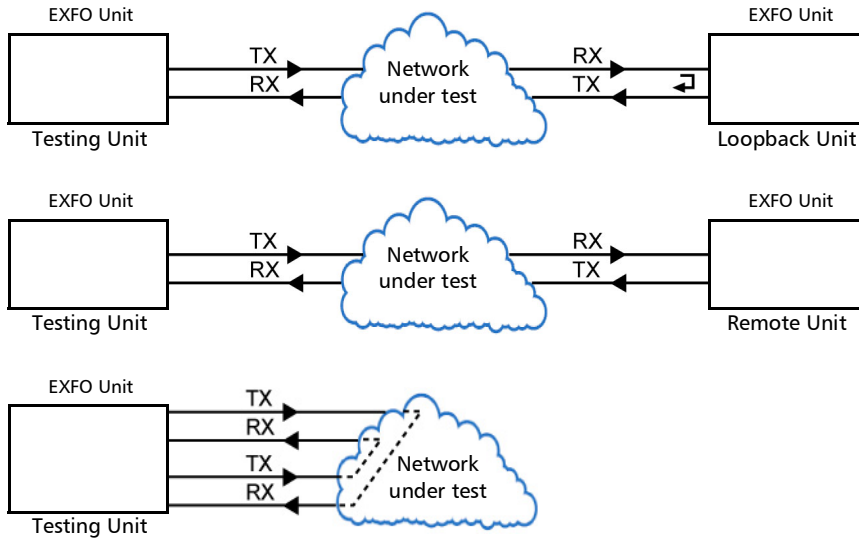 EXFO Unit
EXFO Unit
TX
RX
RX
TX
Network
under test
Testing Unit
Loopback Unit
EXFO Unit
EXFO Unit
TX
RX
RX
TX
Network
under test
Testing Unit
Remote Unit
EXFO Unit
TX
RX
TX
RX
Network
under test
Testing Unit